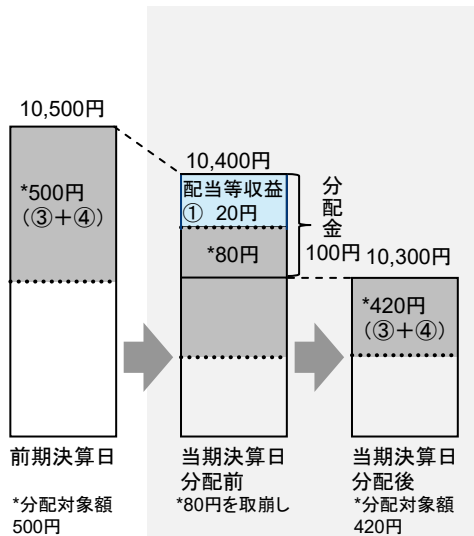 10,500円
*500円
(③+④)
前期決算日
*分配対象額
500円
10,400円
配当等収益
① 20円
*80円
分配金
100円
当期決算日
分配前
*80円を取崩し
10,300円
*420円
(③+④)
当期決算日
分配後
*分配対象額
420円